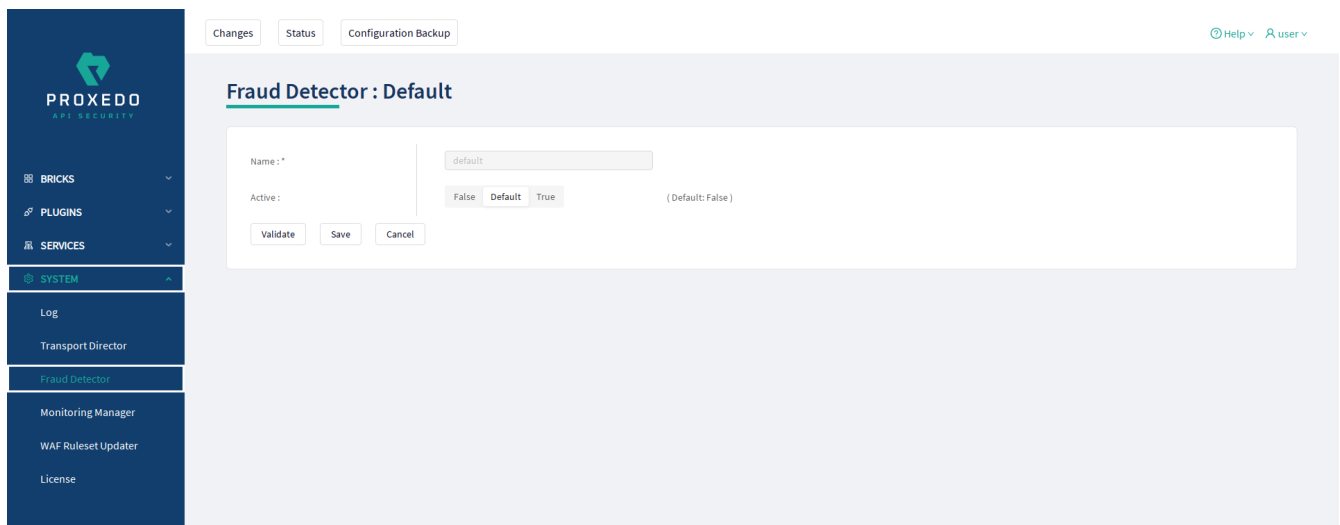 PROXEDO
API SECURITY
BRICKS
PLUGINS
SERVICES
SYSTEM
Log
Transport Director
Fraud Detector
Monitoring Manager
WAF Ruleset Updater
License
Changes Status Configuration Backup
Help user
Fraud Detector : Default
Name : * default
Active : False Default True ( Default: False )
Validate Save Cancel